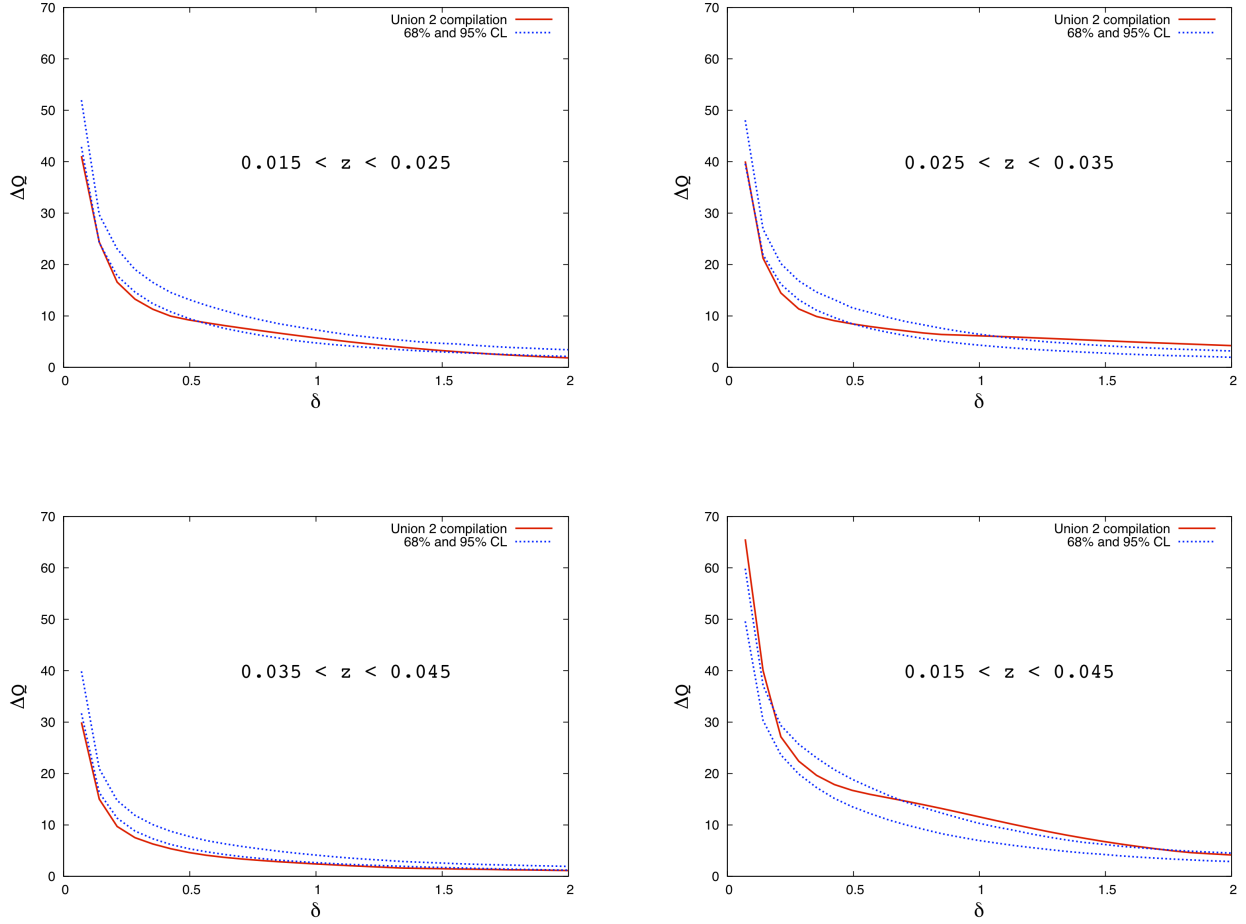 70
60
50
40
30
20
10
0
ΔQ
Union 2 compilation
68% and 95% CL
0.015 < z < 0.025
0 0.5 1 1.5 2
δ
70
60
50
40
30
20
10
0
ΔQ
Union 2 compilation
68% and 95% CL
0.025 < z < 0.035
0 0.5 1 1.5 2
δ
70
60
50
40
30
20
10
0
ΔQ
Union 2 compilation
68% and 95% CL
0.035 < z < 0.045
0 0.5 1 1.5 2
δ
70
60
50
40
30
20
10
0
ΔQ
Union 2 compilation
68% and 95% CL
0.015 < z < 0.045
0 0.5 1 1.5 2
δ